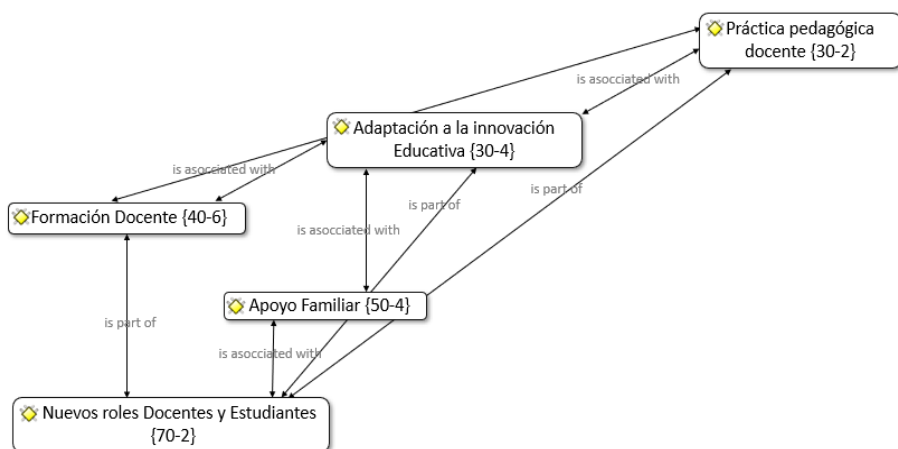 Práctica pedagógica
docente {30-2}
is asocciated with
Adaptación a la innovación
Educativa {30-4}
is asocciated with
is part of
is part of
Formación Docente {40-6}
is asocciated with
Apoyo Familiar {50-4}
is part of
is asocciated with
Nuevos roles Docentes y Estudiantes
{70-2}